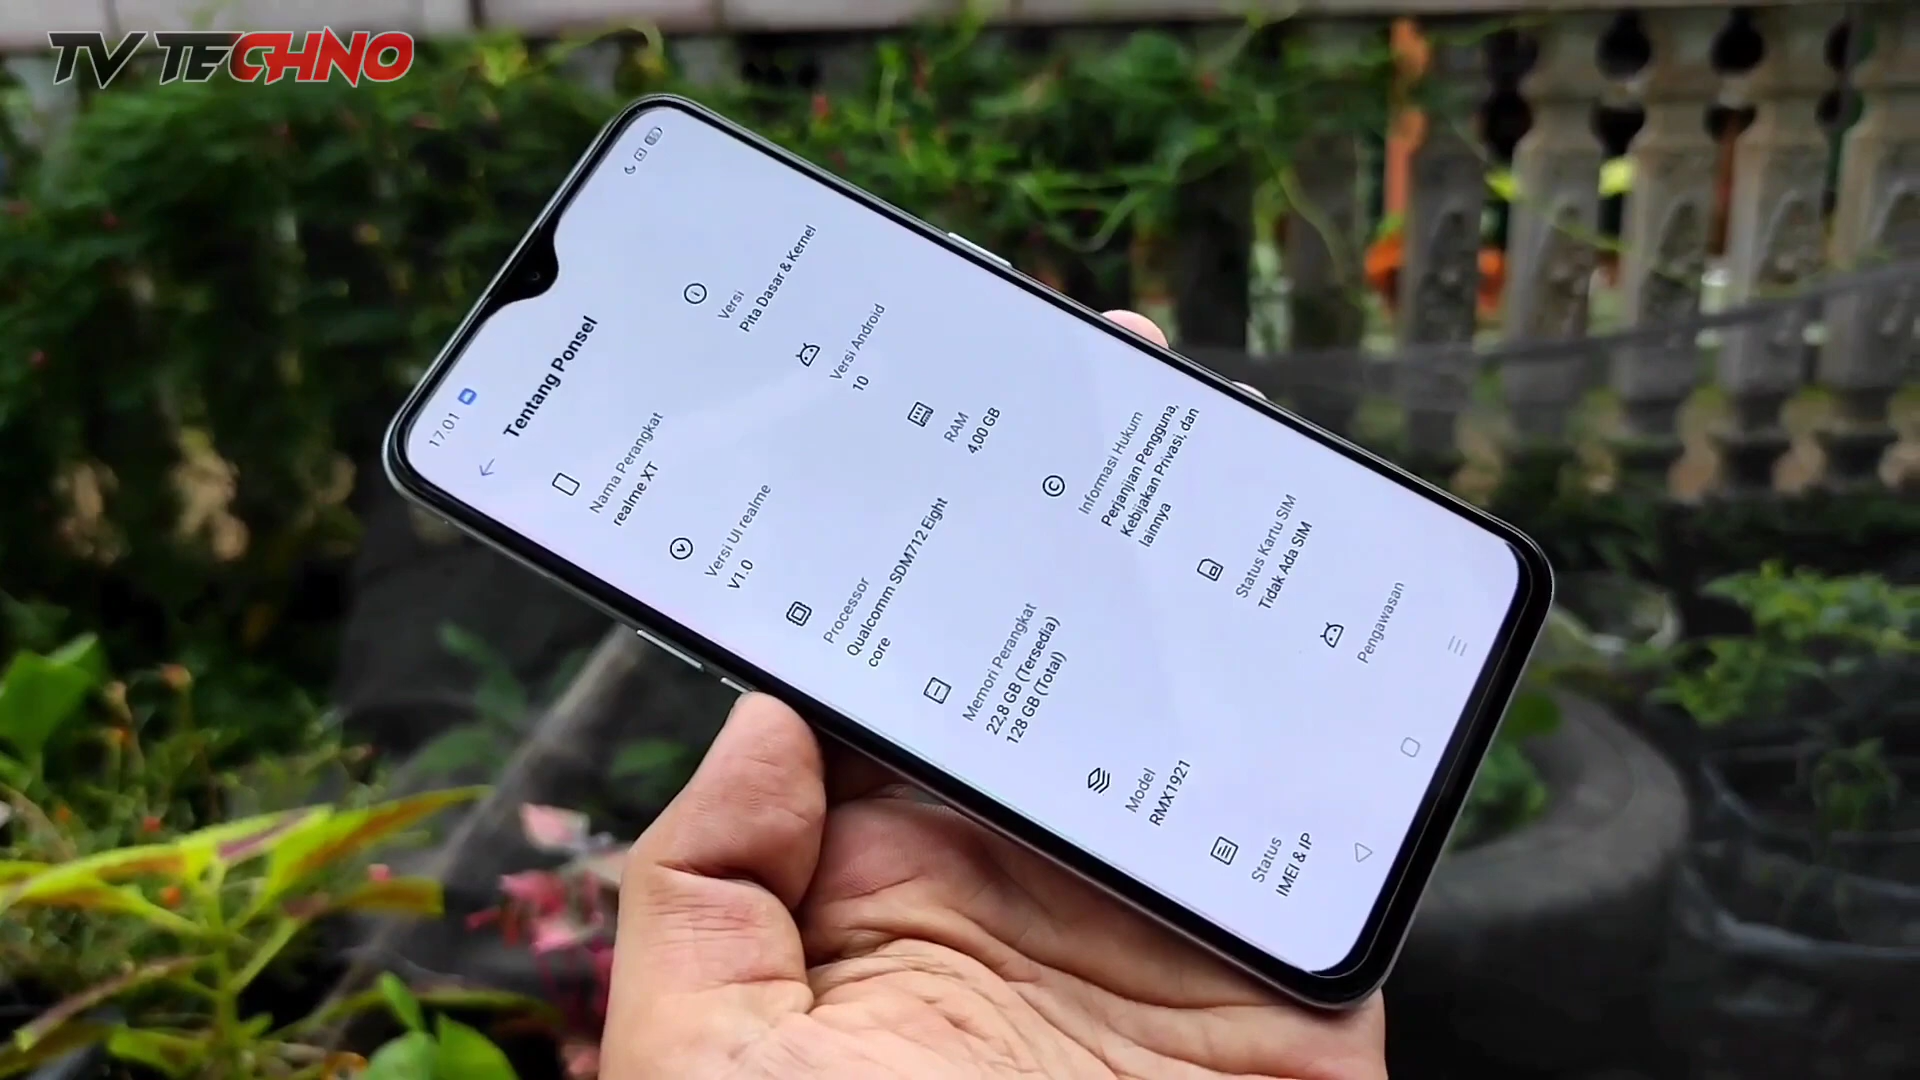 TV TECHNO
17.01
Tentang Ponsel
Nama Perangkat
realme XT
Versi
Pita Dasar & Kernel
Versi UI realme
V1.0
Versi Android
10
Processor
Qualcomm SDM712 Eight
core
RAM
4,00 GB
Memori Perangkat
22,8 GB (Tersedia)
128 GB (Total)
Informasi Hukum
Perjanjian Pengguna,
Kebijakan Privasi, dan
lainnya
Model
RMX1921
Status Kartu SIM
Tidak Ada SIM
Status
IMEI & IP
Pengawasan